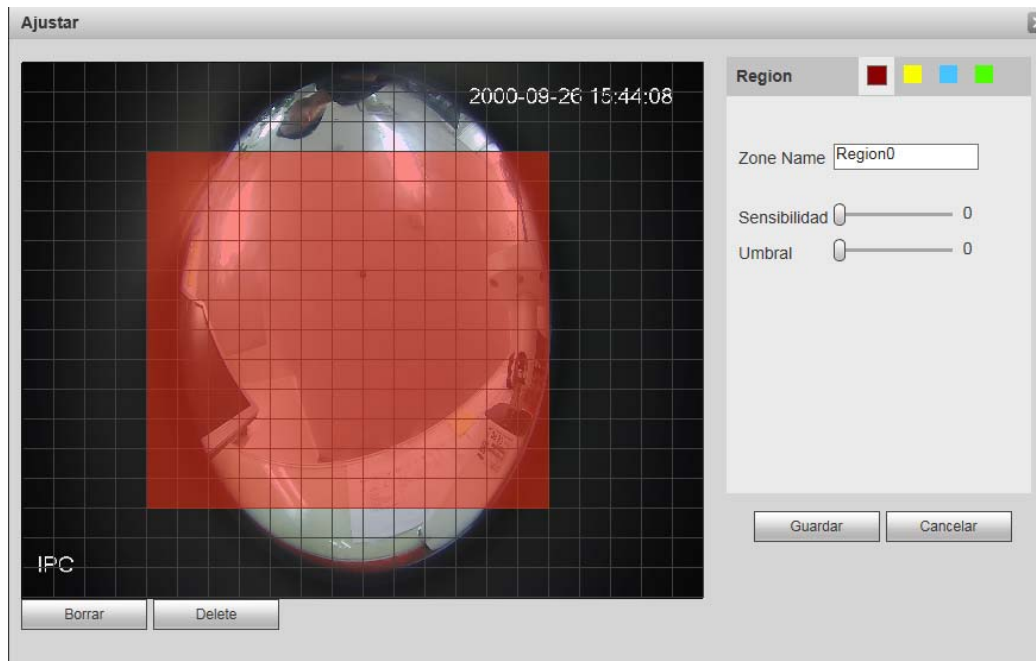 Ajustar
2000-09-26 15:44:08
IPC
Borrar
Delete
Region
Zone Name
Region0
Sensibilidad
0
Umbral
0
Guardar
Cancelar